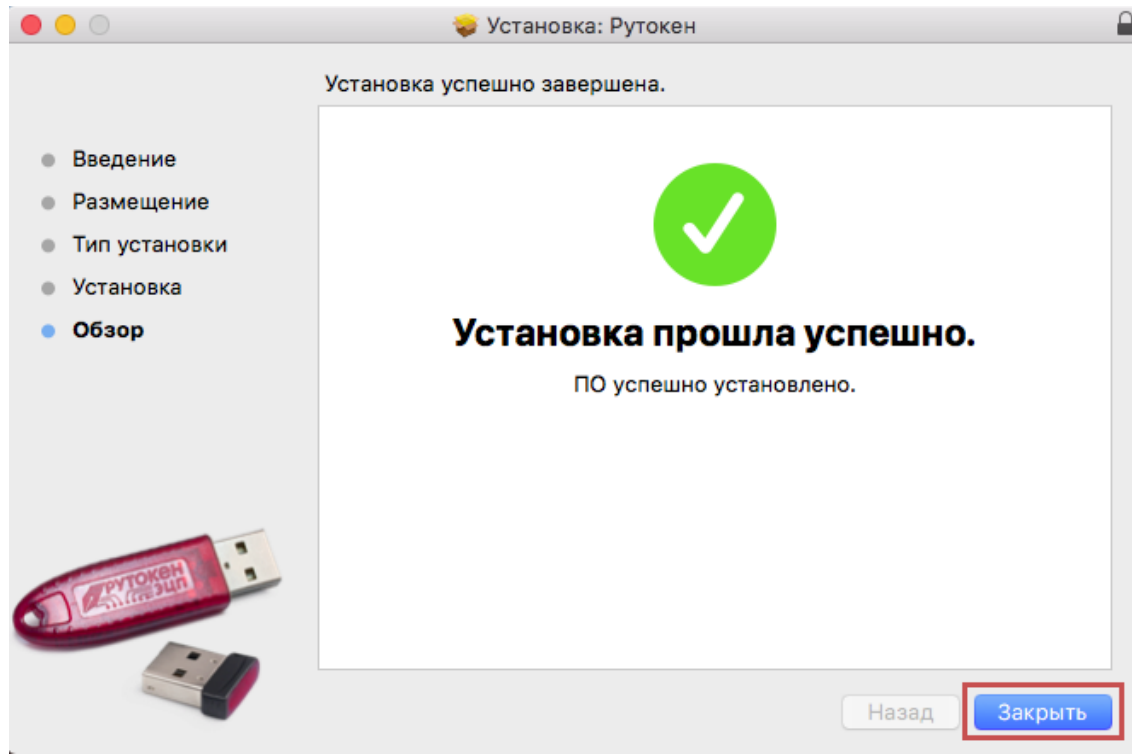 Установка: Рутокен
Установка успешно завершена.
Введение
Размещение
Тип установки
Установка
Обзор
Установка прошла успешно.
ПО успешно установлено.
РУТОКЕН
ЭЦП
Назад
Закрыть